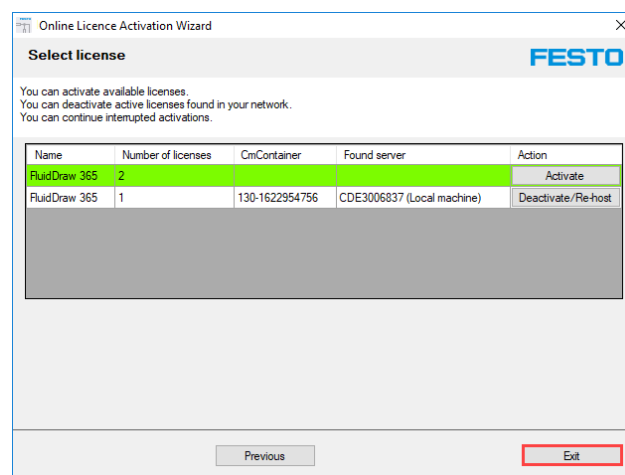 Online Licence Activation Wizard
Select license
FESTO
You can activate available licenses.
You can deactivate active licenses found in your network.
You can continue interrupted activations.
Name Number of licenses CmContainer Found server Action
FluidDraw 365 2 Activate
FluidDraw 365 1 130-1622954756 CDE3006837 (Local machine) Deactivate/Re-host
Previous Exit